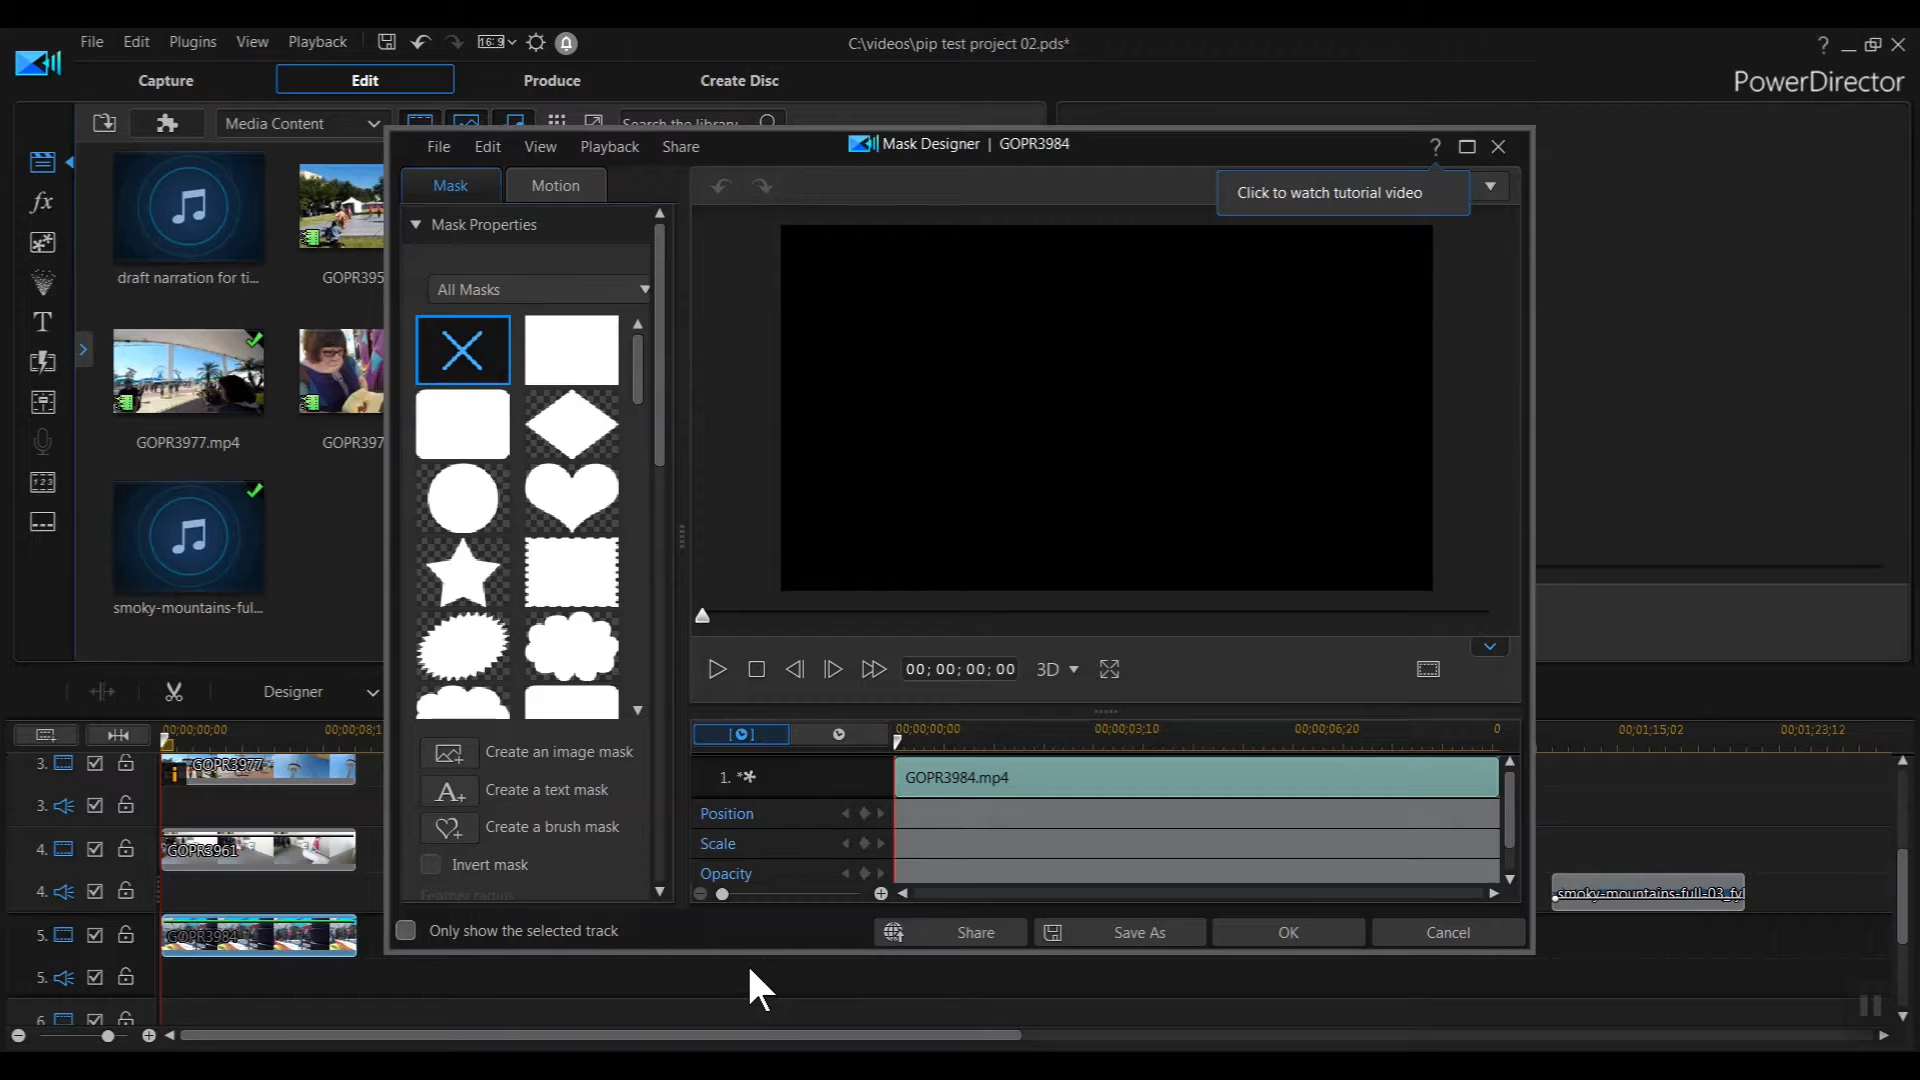 File Edit Plugins View Playback
16:9
C:\videos\pip test project 02.pds*
?
Capture Edit Produce Create Disc
PowerDirector
Media Content
Search the library
draft narration for ti...
GOPR395
GOPR3977.mp4
GOPR397
smoky-mountains-ful...
fx
T
123
File Edit View Playback Share
Mask Designer | GOPR3984
?
Mask Motion
Click to watch tutorial video
Mask Properties
All Masks
Create an image mask
Create a text mask
Create a brush mask
Invert mask
Feather radius
00; 00; 00; 00
3D
00;00;00;00 00;00;03;10 00;00;06;20 0
1. **
GOPR3984.mp4
Position
Scale
Opacity
Only show the selected track
Share Save As OK Cancel
Designer
00;00;00;00 00;00;08;1
00;01;15;02 00;01;23;12
3. GOPR3977
3.
4. GOPR3961
4.
smoky-mountains-full-03_fyl
5. GOPR3984
5.
6.